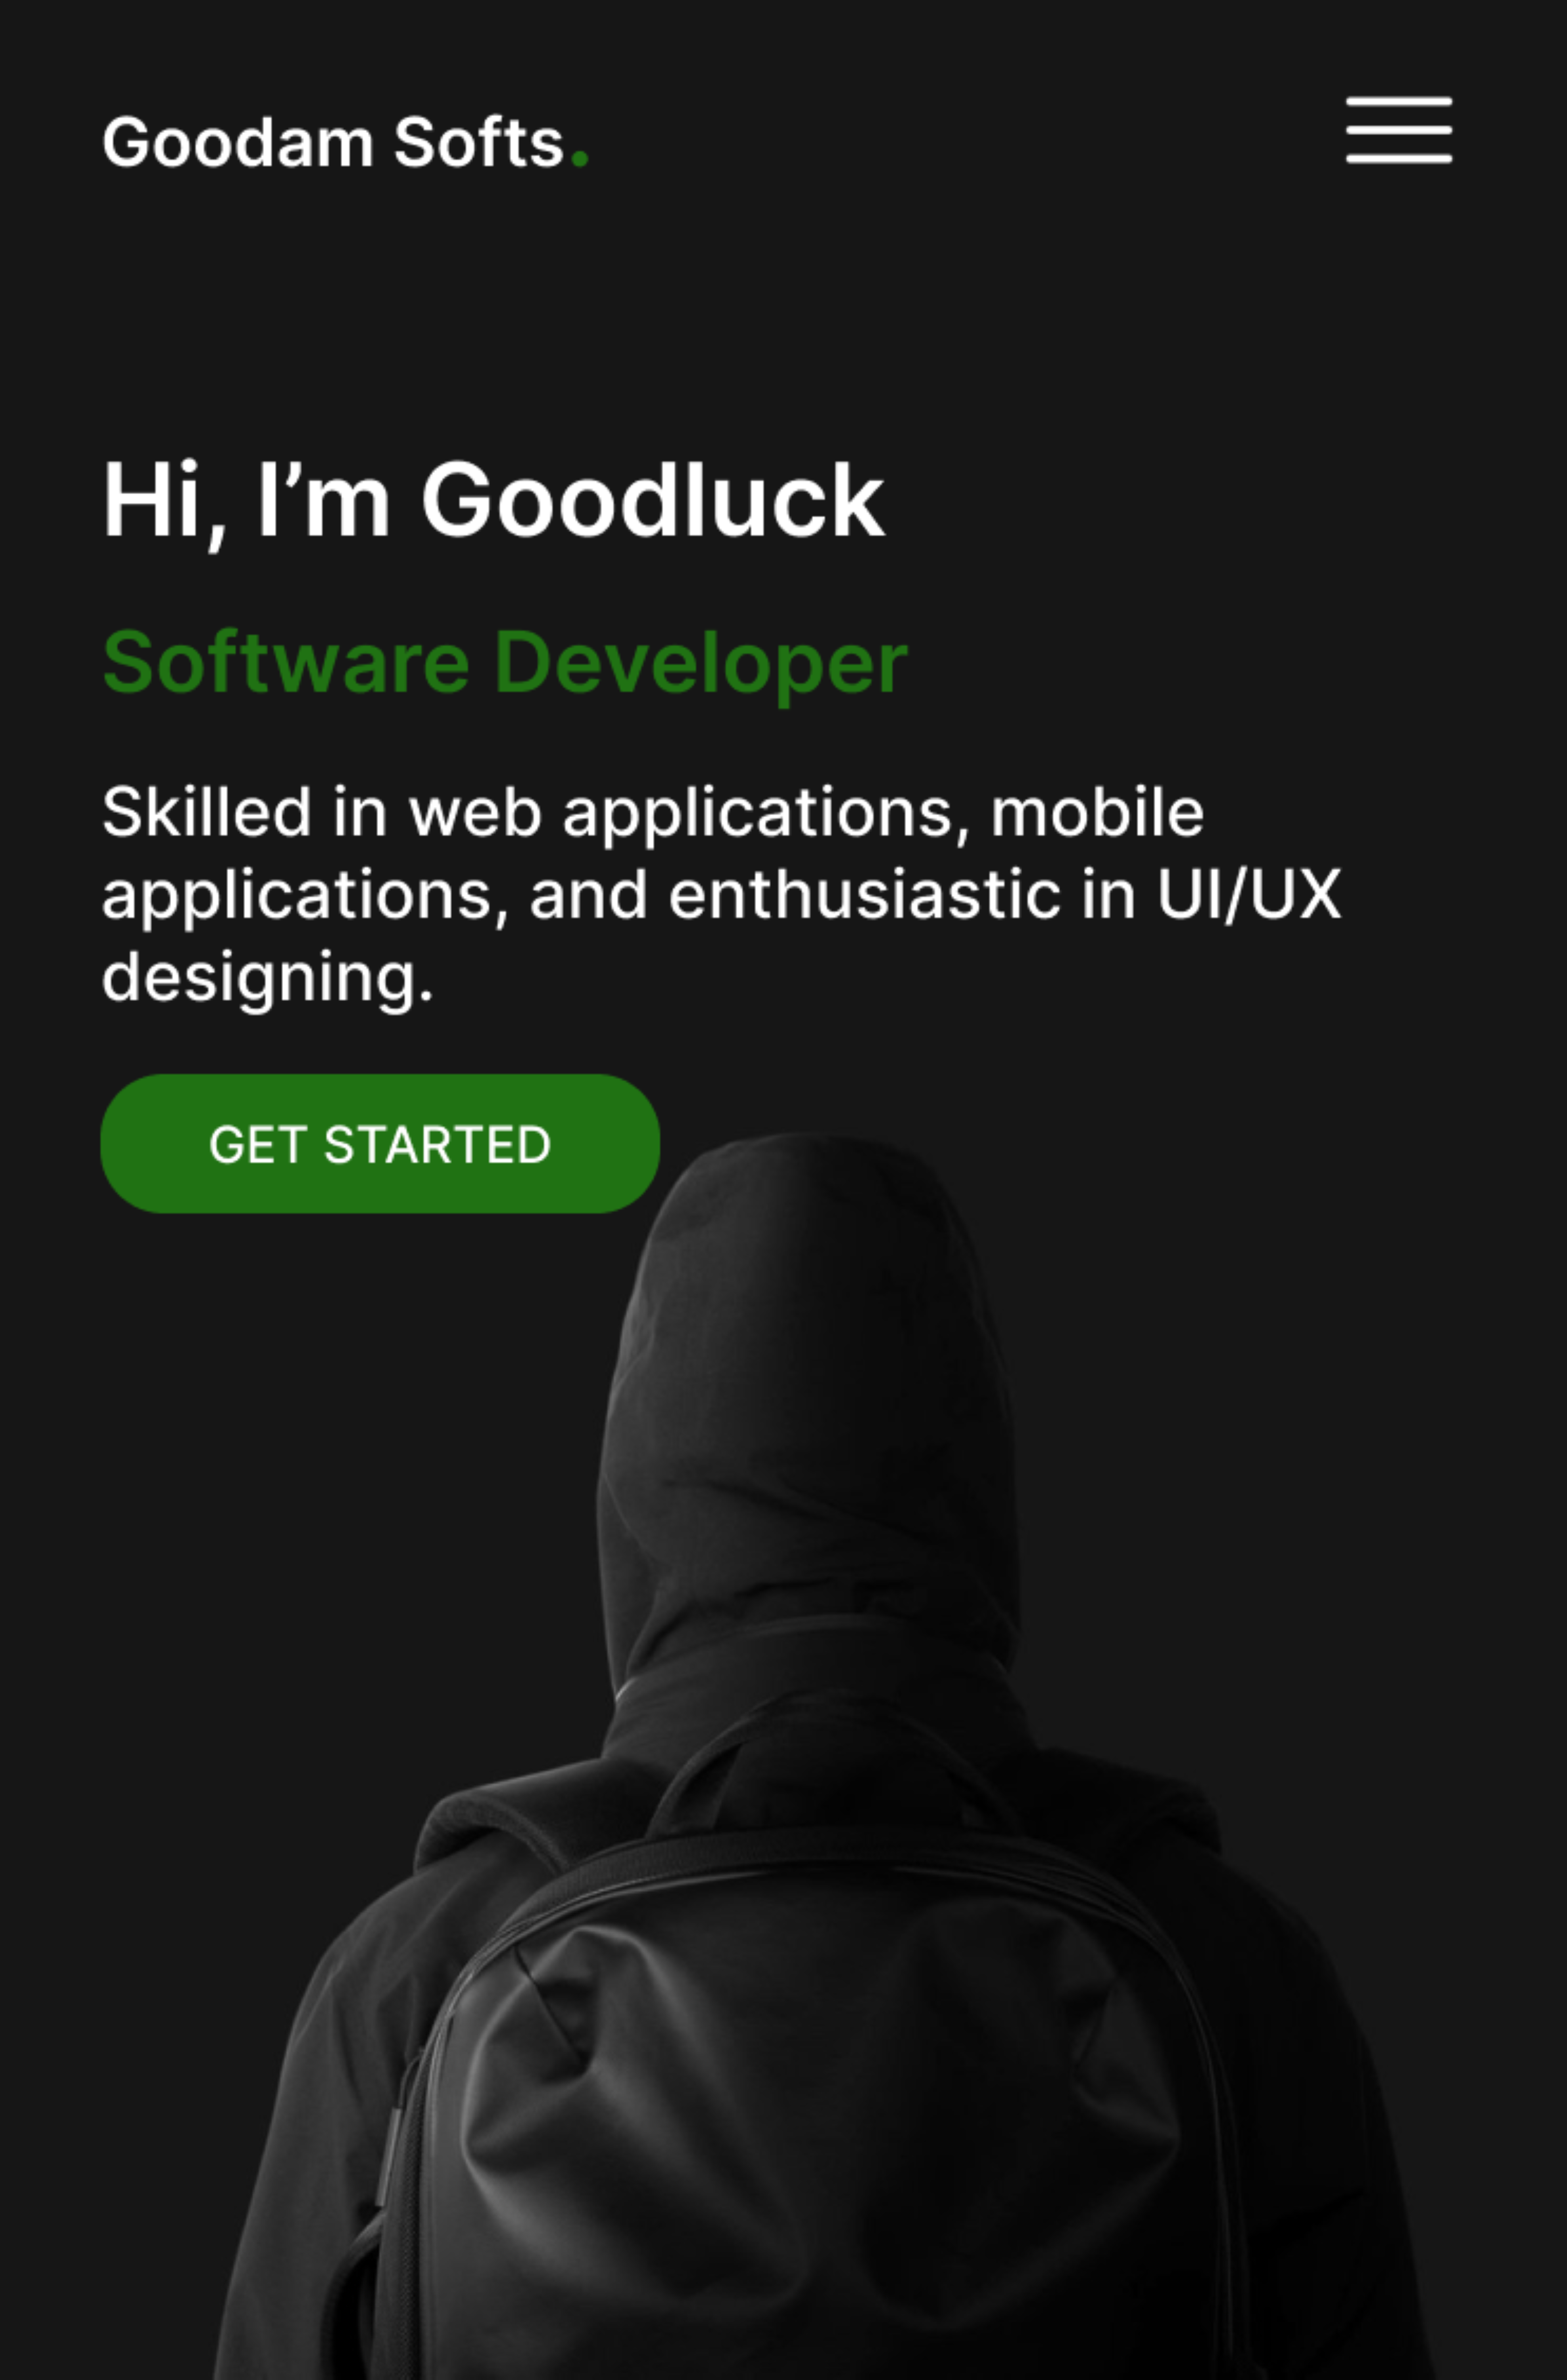 Goodam Softs.
Hi, I’m Goodluck
Software Developer
Skilled in web applications, mobile
applications, and enthusiastic in UI/UX
designing.
GET STARTED